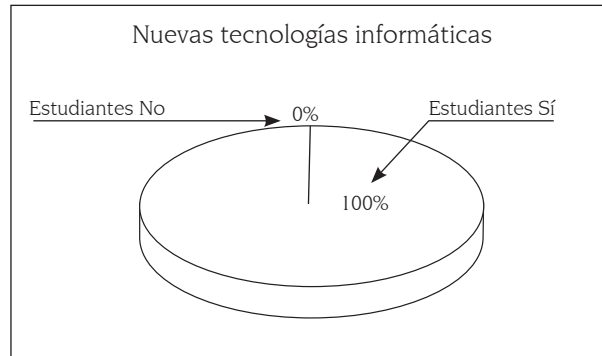 Nuevas tecnologías informáticas
Estudiantes No
0%
Estudiantes Sí
100%